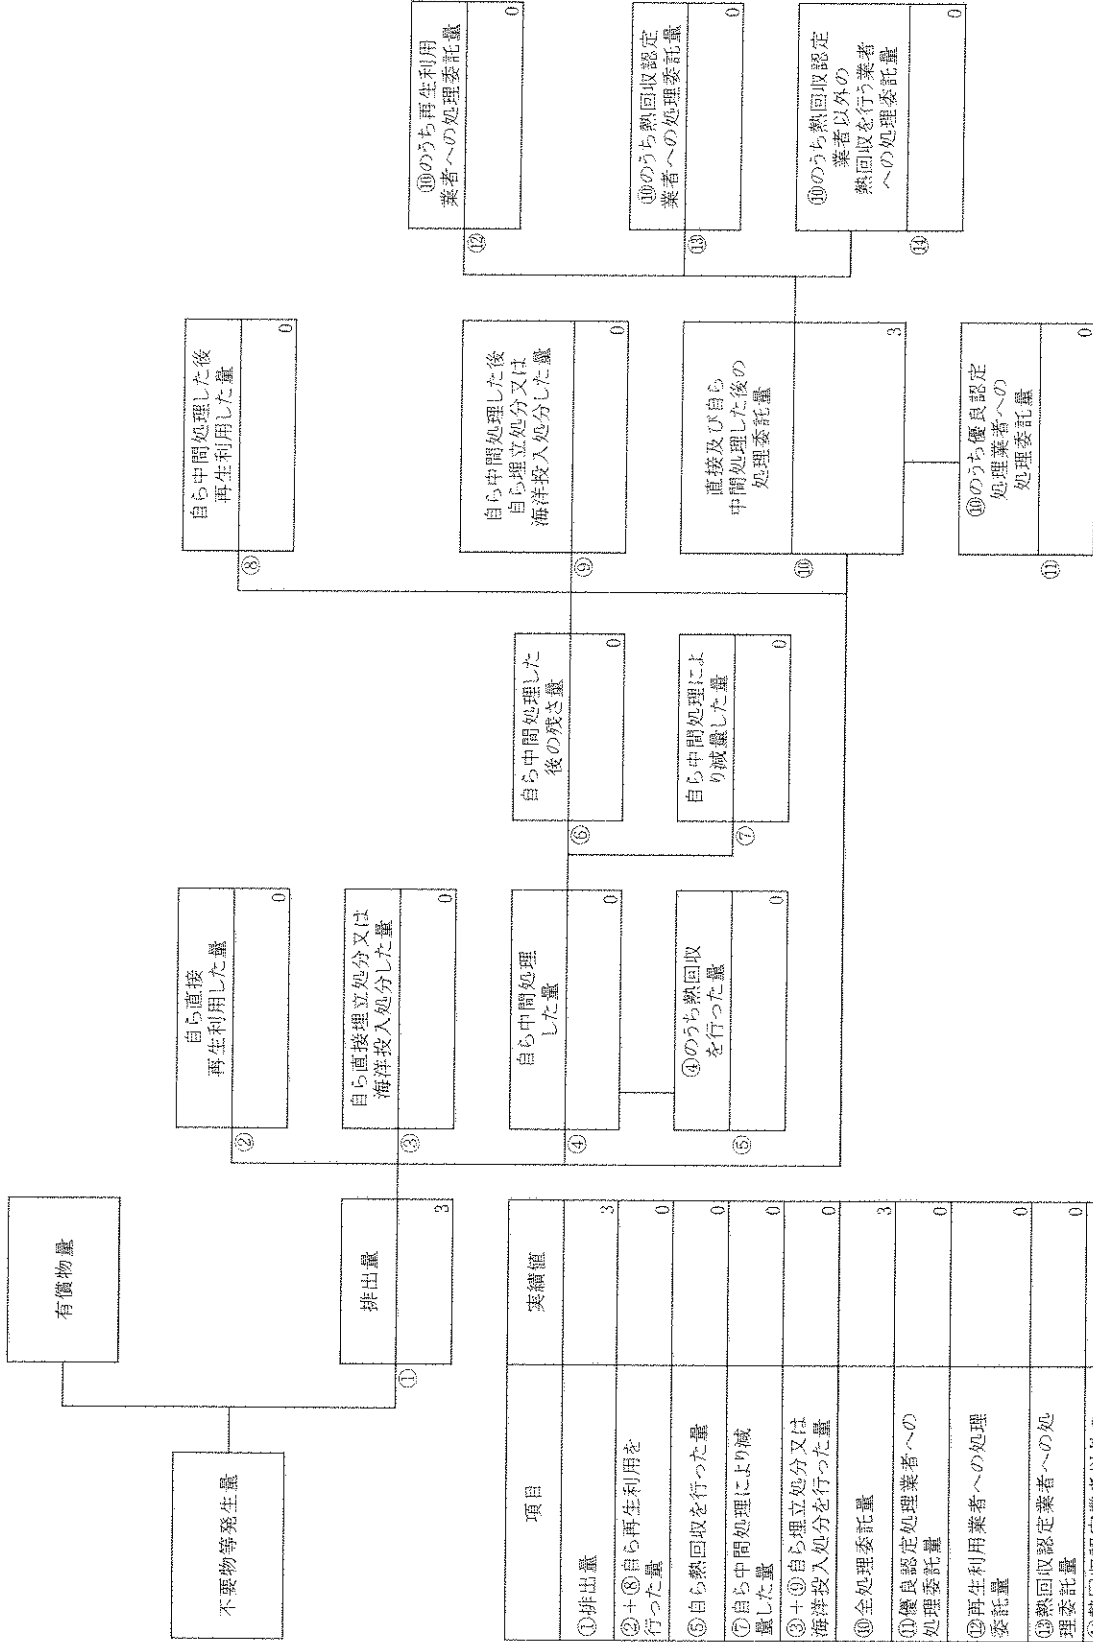 不要物等発生量
有償物量
排出量
①
3
自ら直接
再生利用した量
②
0
自ら直接埋立処分又は
海洋投入処分した量
③
0
自ら中間処理
した量
④
0
④のうち熱回収
を行った量
⑤
0
自ら中間処理した
後の残さ量
⑥
0
自ら中間処理によ
り減量した量
⑦
0
自ら中間処理した後
再生利用した量
⑧
0
自ら中間処理した後
自ら埋立処分又は
海洋投入処分した量
⑨
0
直接及び自ら
中間処理した後の
処理委託量
⑩
3
⑩のうち優良認定
処理業者への
処理委託量
⑪
0
⑩のうち再生利用
業者への処理委託量
⑫
0
⑩のうち熱回収認定
業者への処理委託量
⑬
0
⑩のうち熱回収認定
業者以外の
熱回収を行う業者
への処理委託量
⑭
0
項目 実績値
①排出量 3
②+⑧自ら再生利用を
行った量 0
⑤自ら熱回収を行った量 0
⑦自ら中間処理により減
量した量 0
③+⑨自ら埋立処分又は
海洋投入処分を行った量 0
⑩全処理委託量 3
⑪優良認定処理業者への
処理委託量 0
⑫再生利用業者への処理
委託量 0
⑬熱回収認定業者への処
理委託量 0